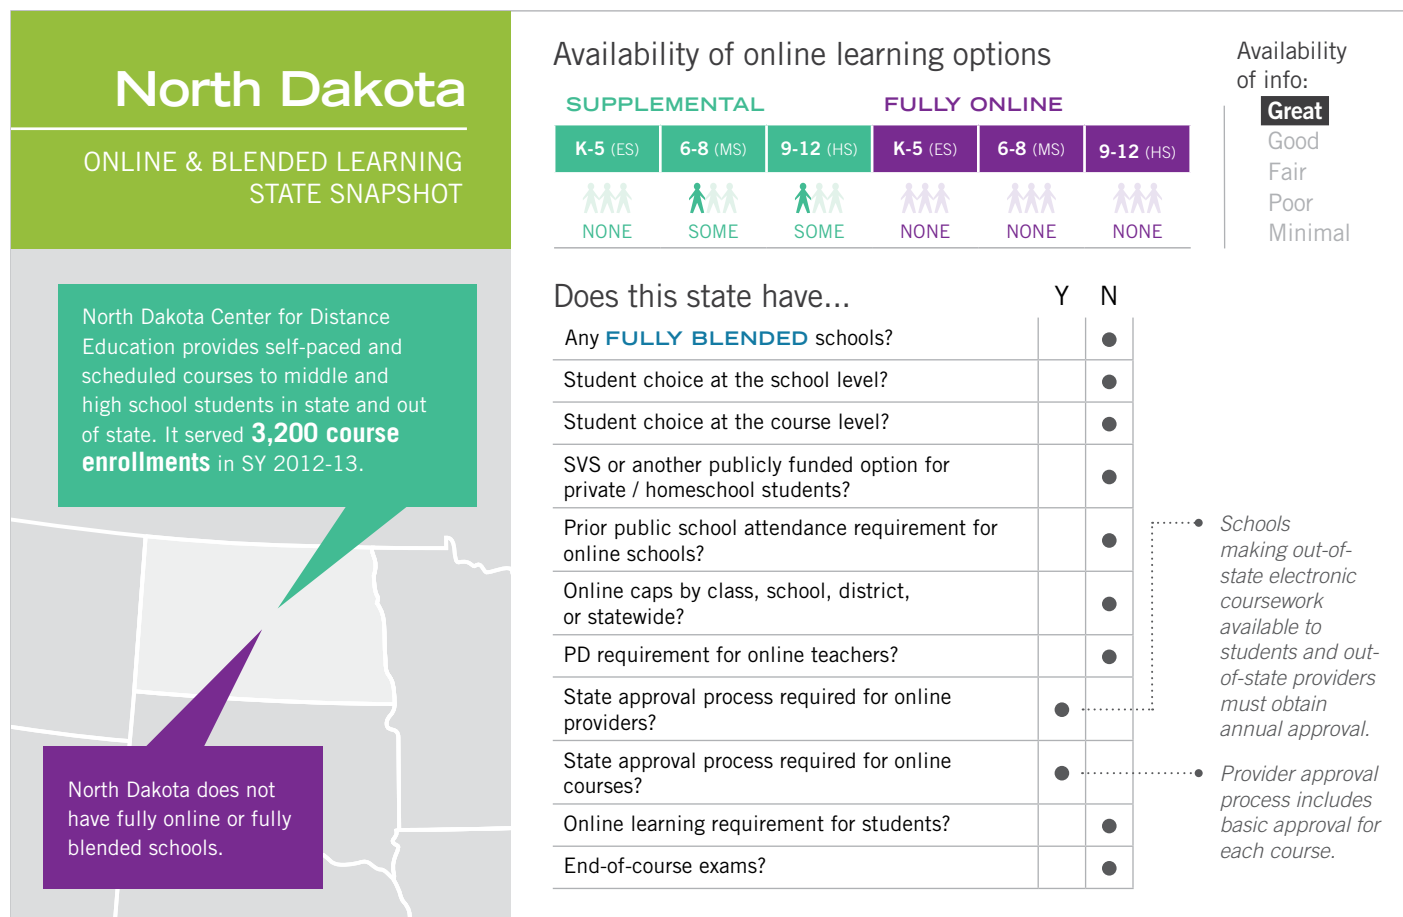 North Dakota
ONLINE & BLENDED LEARNING
STATE SNAPSHOT
North Dakota Center for Distance
Education provides self-paced and
scheduled courses to middle and
high school students in state and out
of state. It served 3,200 course
enrollments in SY 2012-13.
North Dakota does not
have fully online or fully
blended schools.
Availability of online learning options
SUPPLEMENTAL FULLY ONLINE
K-5 (ES) 6-8 (MS) 9-12 (HS) K-5 (ES) 6-8 (MS) 9-12 (HS)
NONE SOME SOME NONE NONE NONE
Availability
of info:
Great
Good
Fair
Poor
Minimal
Does this state have... Y N
Any FULLY BLENDED schools?
Student choice at the school level?
Student choice at the course level?
SVS or another publicly funded option for
private / homeschool students?
Prior public school attendance requirement for
online schools?
Online caps by class, school, district,
or statewide?
PD requirement for online teachers?
State approval process required for online
providers?
State approval process required for online
courses?
Online learning requirement for students?
End-of-course exams?
Schools
making out-of-
state electronic
coursework
available to
students and out-
of-state providers
must obtain
annual approval.
Provider approval
process includes
basic approval for
each course.